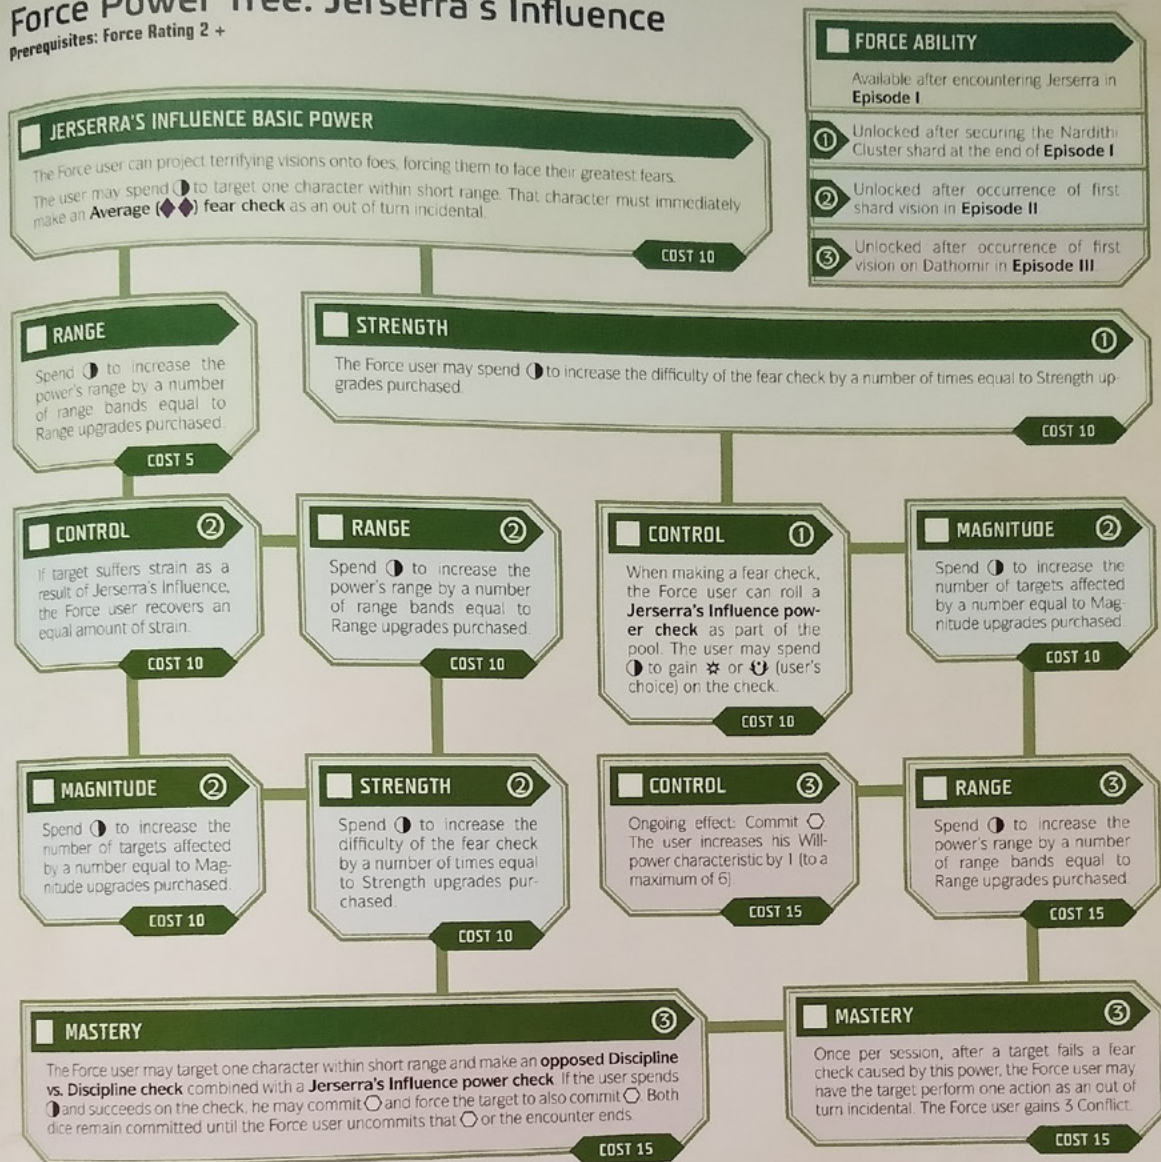 Force Power Tree: Jerserra's Influence
Prerequisites: Force Rating 2 +
FORCE ABILITY
Available after encountering Jerserra in
Episode I
1 Unlocked after securing the Nardithi
Cluster shard at the end of Episode I
2 Unlocked after occurrence of first
shard vision in Episode II
3 Unlocked after occurrence of first
vision on Dathomir in Episode III.
JERSERRA'S INFLUENCE BASIC POWER
The Force user can project terrifying visions onto foes, forcing them to face their greatest fears.
The user may spend ◑ to target one character within short range. That character must immediately
make an Average (◆◆) fear check as an out of turn incidental.
COST 10
RANGE
Spend ◑ to increase the
power's range by a number
of range bands equal to
Range upgrades purchased.
COST 5
STRENGTH 1
The Force user may spend ◑ to increase the difficulty of the fear check by a number of times equal to Strength up-
grades purchased.
COST 10
CONTROL 2
If target suffers strain as a
result of Jerserra's Influence,
the Force user recovers an
equal amount of strain.
COST 10
RANGE 2
Spend ◑ to increase the
power's range by a number
of range bands equal to
Range upgrades purchased.
COST 10
CONTROL 1
When making a fear check,
the Force user can roll a
Jerserra's Influence pow-
er check as part of the
pool. The user may spend
◑ to gain or (user's
choice) on the check.
COST 10
MAGNITUDE 2
Spend ◑ to increase the
number of targets affected
by a number equal to Mag-
nitude upgrades purchased.
COST 10
MAGNITUDE 2
Spend ◑ to increase the
number of targets affected
by a number equal to Mag-
nitude upgrades purchased.
COST 10
STRENGTH 2
Spend ◑ to increase the
difficulty of the fear check
by a number of times equal
to Strength upgrades pur-
chased.
COST 10
CONTROL 3
Ongoing effect: Commit ⬡.
The user increases his Will-
power characteristic by 1 (to a
maximum of 6).
COST 15
RANGE 3
Spend ◑ to increase the
power's range by a number
of range bands equal to
Range upgrades purchased.
COST 15
MASTERY 3
The Force user may target one character within short range and make an opposed Discipline
vs. Discipline check combined with a Jerserra's Influence power check. If the user spends
◑ and succeeds on the check, he may commit ⬡ and force the target to also commit ⬡. Both
dice remain committed until the Force user uncommits that ⬡ or the encounter ends.
COST 15
MASTERY 3
Once per session, after a target fails a fear
check caused by this power, the Force user may
have the target perform one action as an out of
turn incidental. The Force user gains 3 Conflict.
COST 15